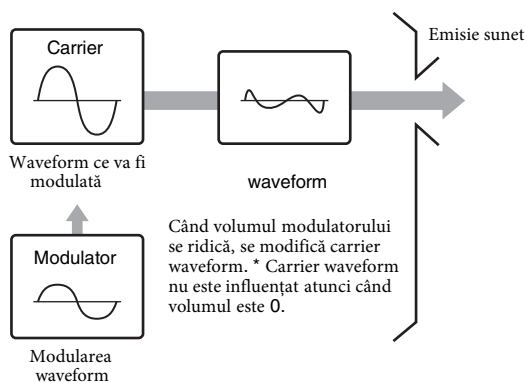 Carrier
Emisie sunet
Waveform ce va fi
modulată
waveform
Modulator
Când volumul modulatorului
se ridică, se modifică carrier
waveform. * Carrier waveform
nu este influențat atunci când
volumul este 0.
Modularea
waveform